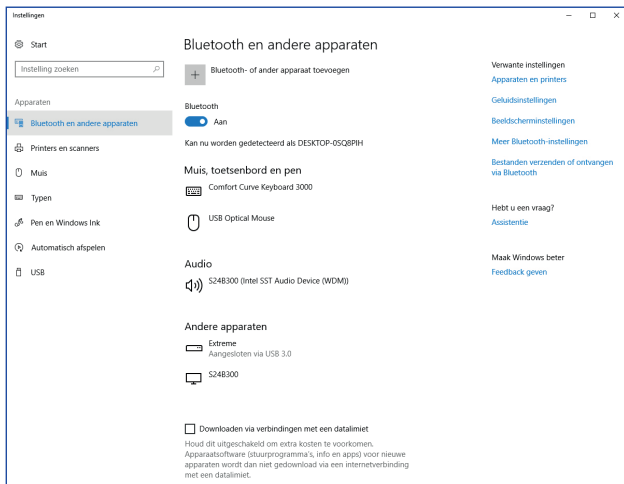 Instellingen
Start
Instelling zoeken
Apparaten
Bluetooth en andere apparaten
Printers en scanners
Muis
Typen
Pen en Windows Ink
Automatisch afspelen
USB
Bluetooth en andere apparaten
Bluetooth- of ander apparaat toevoegen
Bluetooth
Aan
Kan nu worden gedetecteerd als DESKTOP-0SQ8PIH
Muis, toetsenbord en pen
Comfort Curve Keyboard 3000
USB Optical Mouse
Audio
S24B300 (Intel SST Audio Device (WDM))
Andere apparaten
Extreme
Aangesloten via USB 3.0
S24B300
Downloaden via verbindingen met een datalimiet
Houd dit uitgeschakeld om extra kosten te voorkomen.
Apparaatsoftware (stuurprogramma's, info en apps) voor nieuwe
apparaten wordt dan niet gedownload via een internetverbinding
met een datalimiet.
Verwante instellingen
Apparaten en printers
Geluidsinstellingen
Beeldscherminstellingen
Meer Bluetooth-instellingen
Bestanden verzenden of ontvangen
via Bluetooth
Hebt u een vraag?
Assistentie
Maak Windows beter
Feedback geven